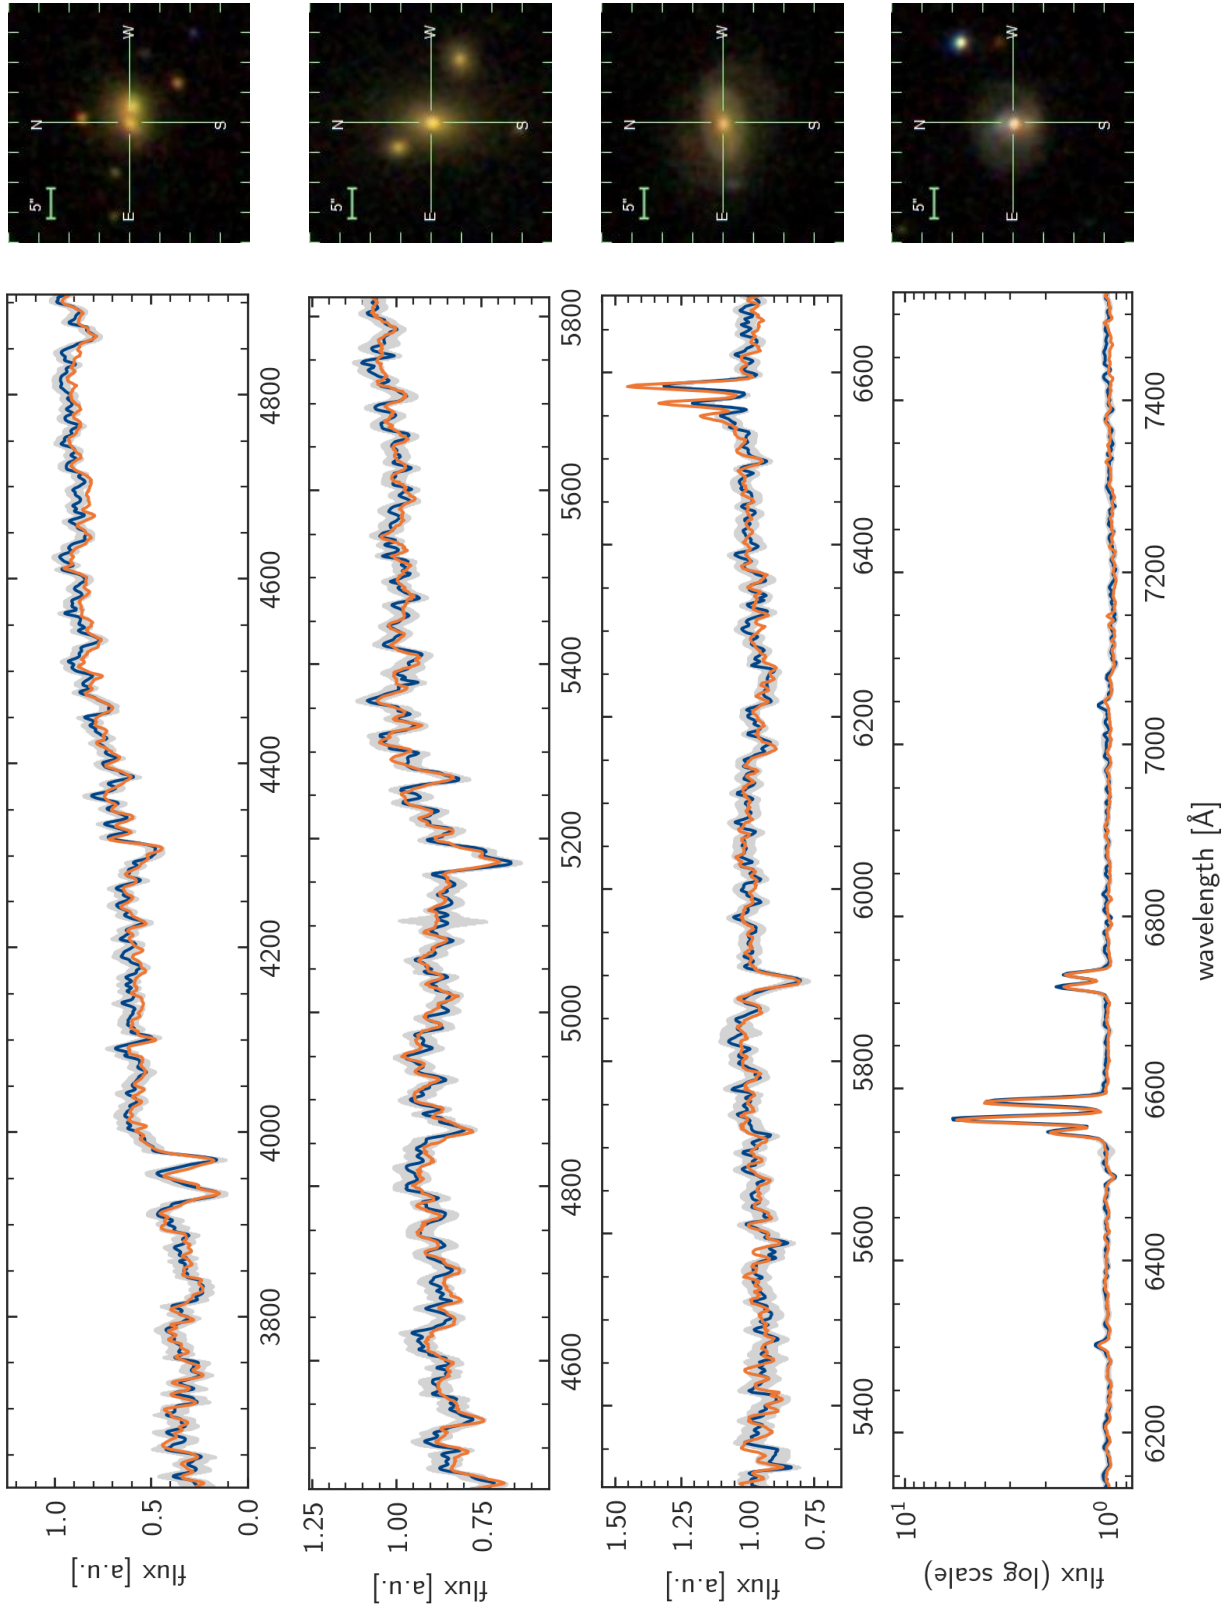 flux [a.u.]
0.0
0.5
1.0
3800
4000
4200
4400
4600
4800
5"
N
E
W
S
flux [a.u.]
0.75
1.00
1.25
4600
4800
5000
5200
5400
5600
5800
5"
N
E
W
S
flux [a.u.]
0.75
1.00
1.25
1.50
5400
5600
5800
6000
6200
6400
6600
5"
N
E
W
S
flux (log scale)
10⁰
10¹
6200
6400
6600
6800
7000
7200
7400
wavelength [Å]
5"
N
E
W
S